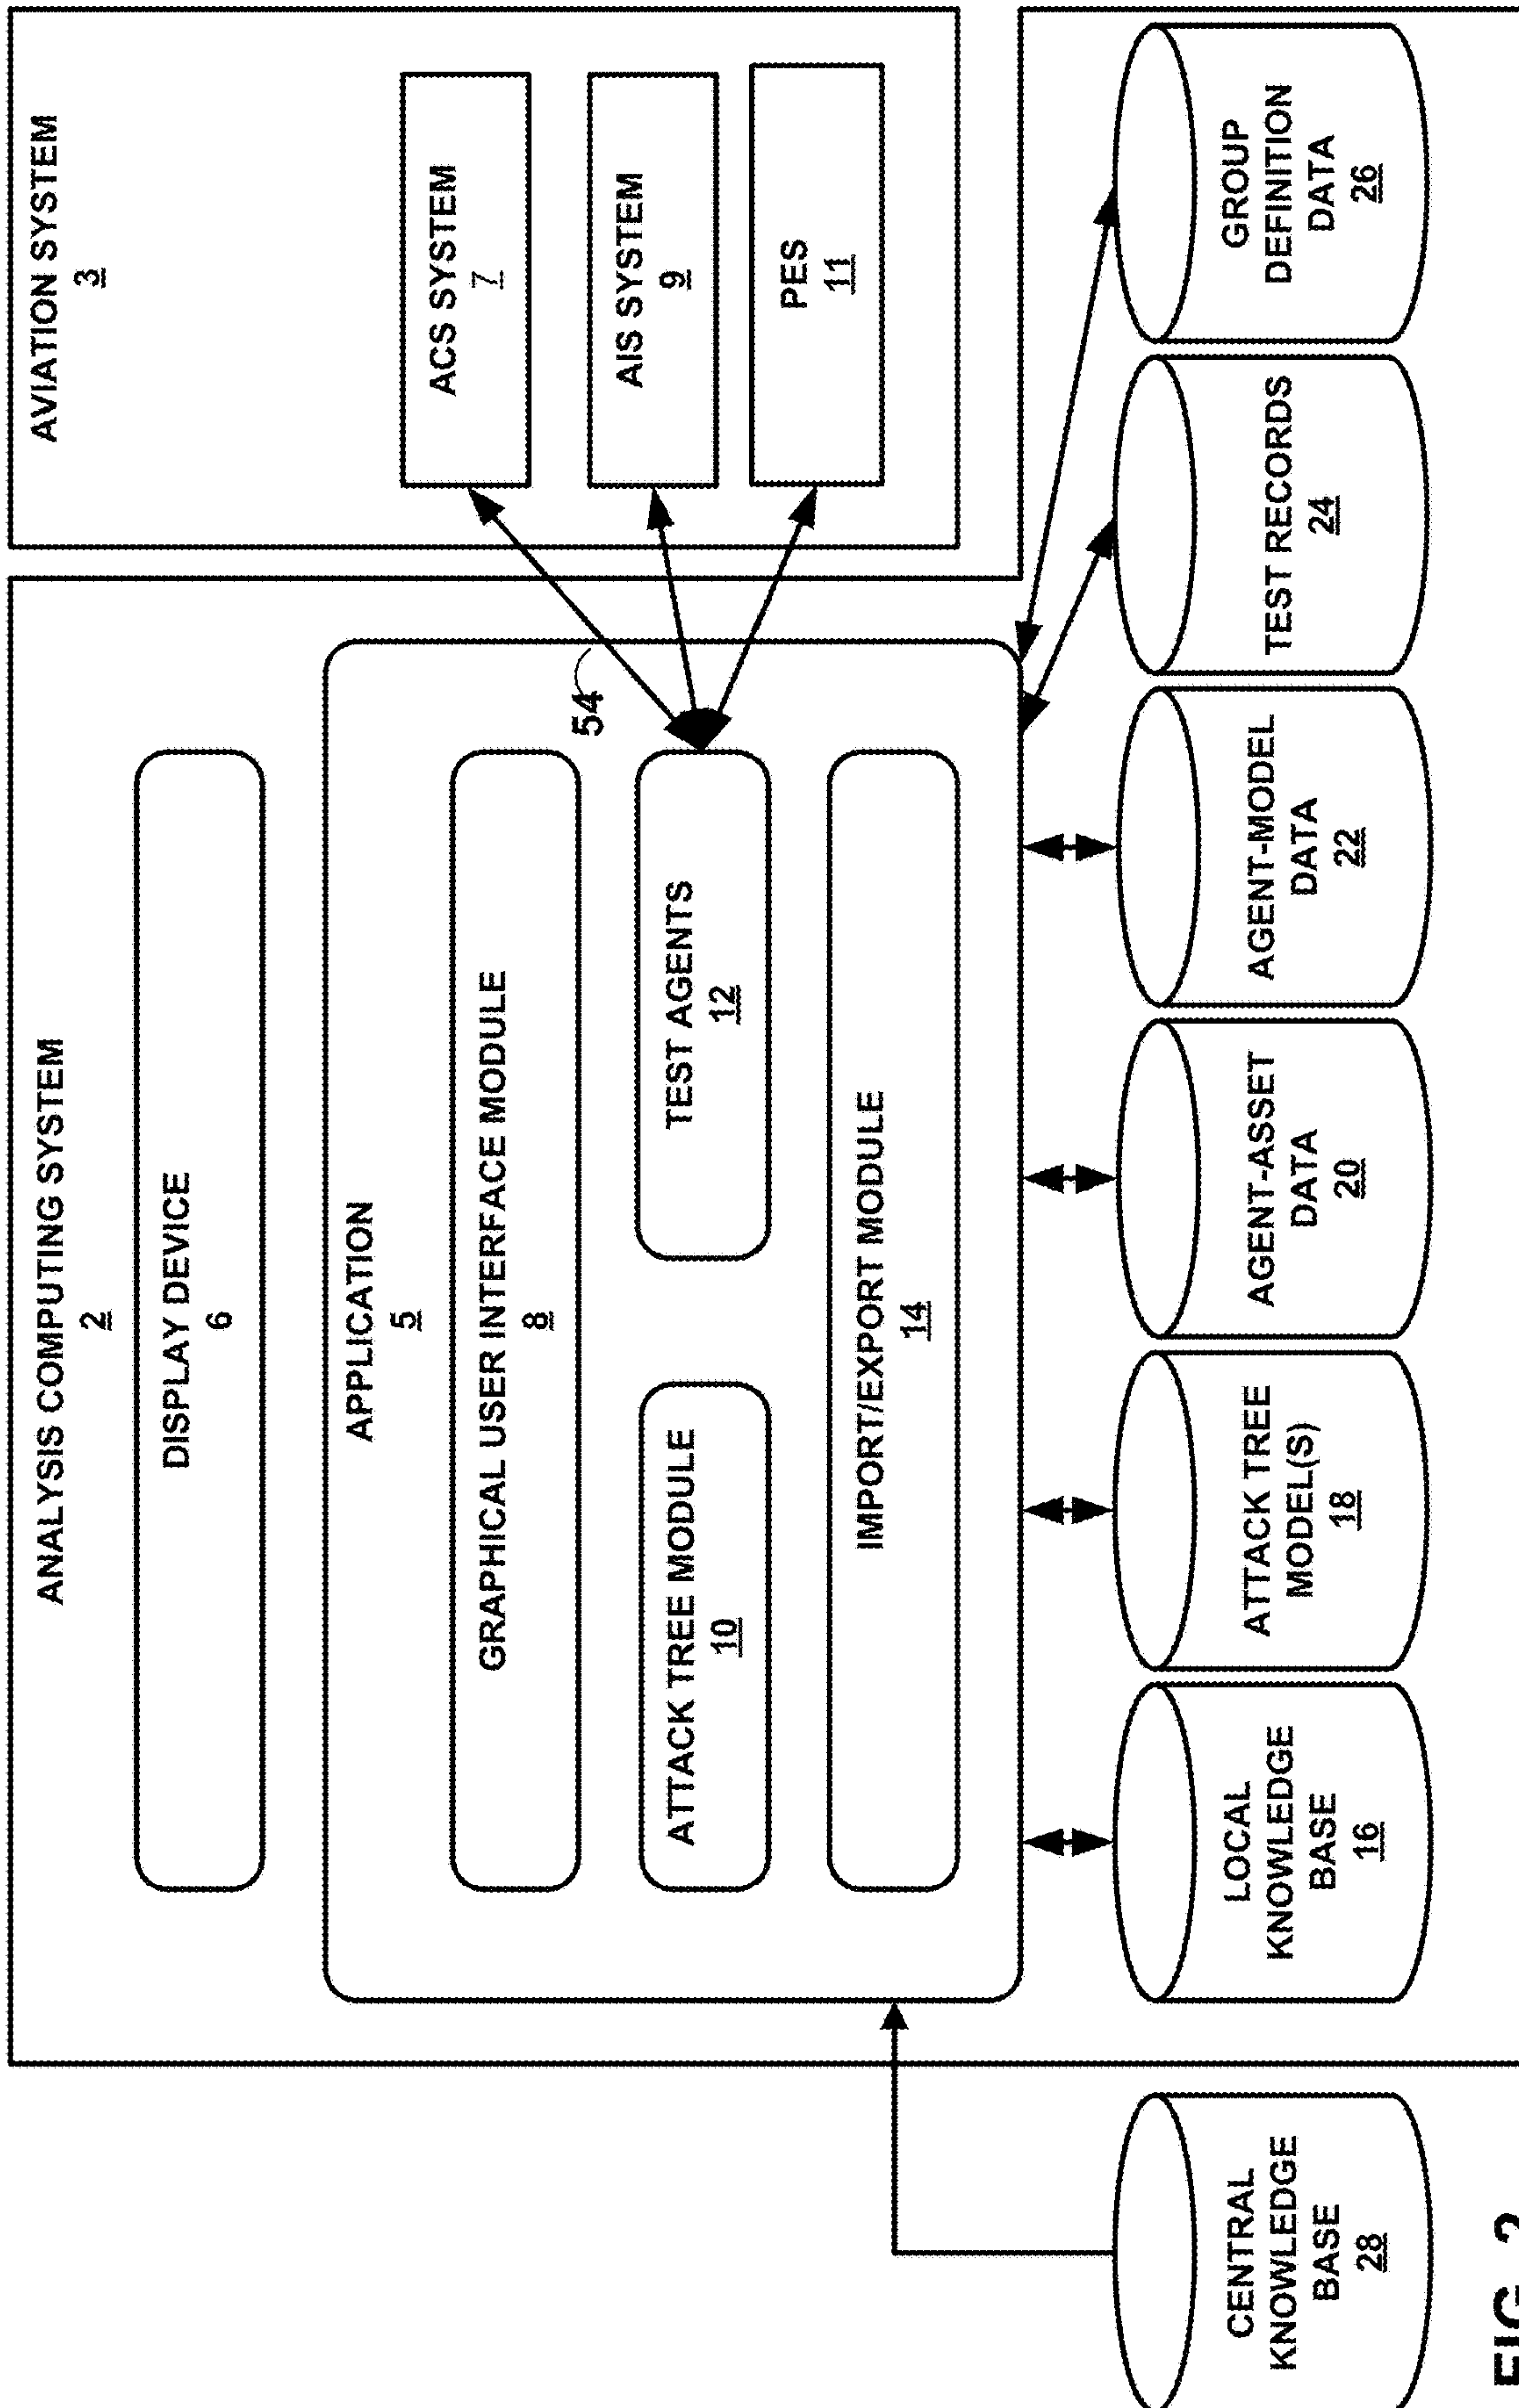 ANALYSIS COMPUTING SYSTEM
2
DISPLAY DEVICE
6
APPLICATION
5
GRAPHICAL USER INTERFACE MODULE
8
54
ATTACK TREE MODULE
10
TEST AGENTS
12
IMPORT/EXPORT MODULE
14
AVIATION SYSTEM
3
ACS SYSTEM
7
AIS SYSTEM
9
PES
11
CENTRAL
KNOWLEDGE
BASE
28
LOCAL
KNOWLEDGE
BASE
16
ATTACK TREE
MODEL(S)
18
AGENT-ASSET
DATA
20
AGENT-MODEL
DATA
22
TEST RECORDS
24
GROUP
DEFINITION
DATA
26
FIG. 2